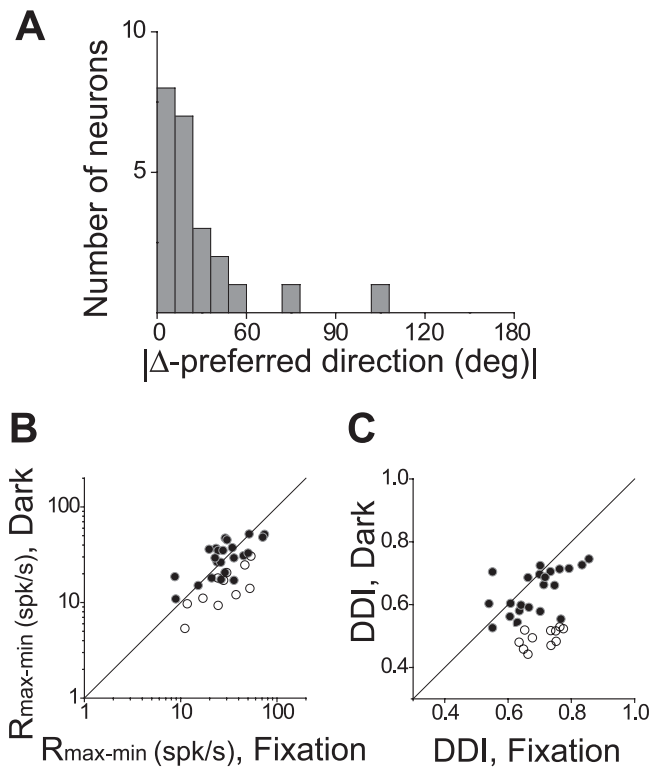 A
10
5
Number of neurons
0 60 90 120 180
|Δ-preferred direction (deg)|
B
100
10
1
Rmax-min (spk/s), Dark
1 10 100
Rmax-min (spk/s), Fixation
C
1.0
0.8
0.6
0.4
DDI, Dark
0.4 0.6 0.8 1.0
DDI, Fixation